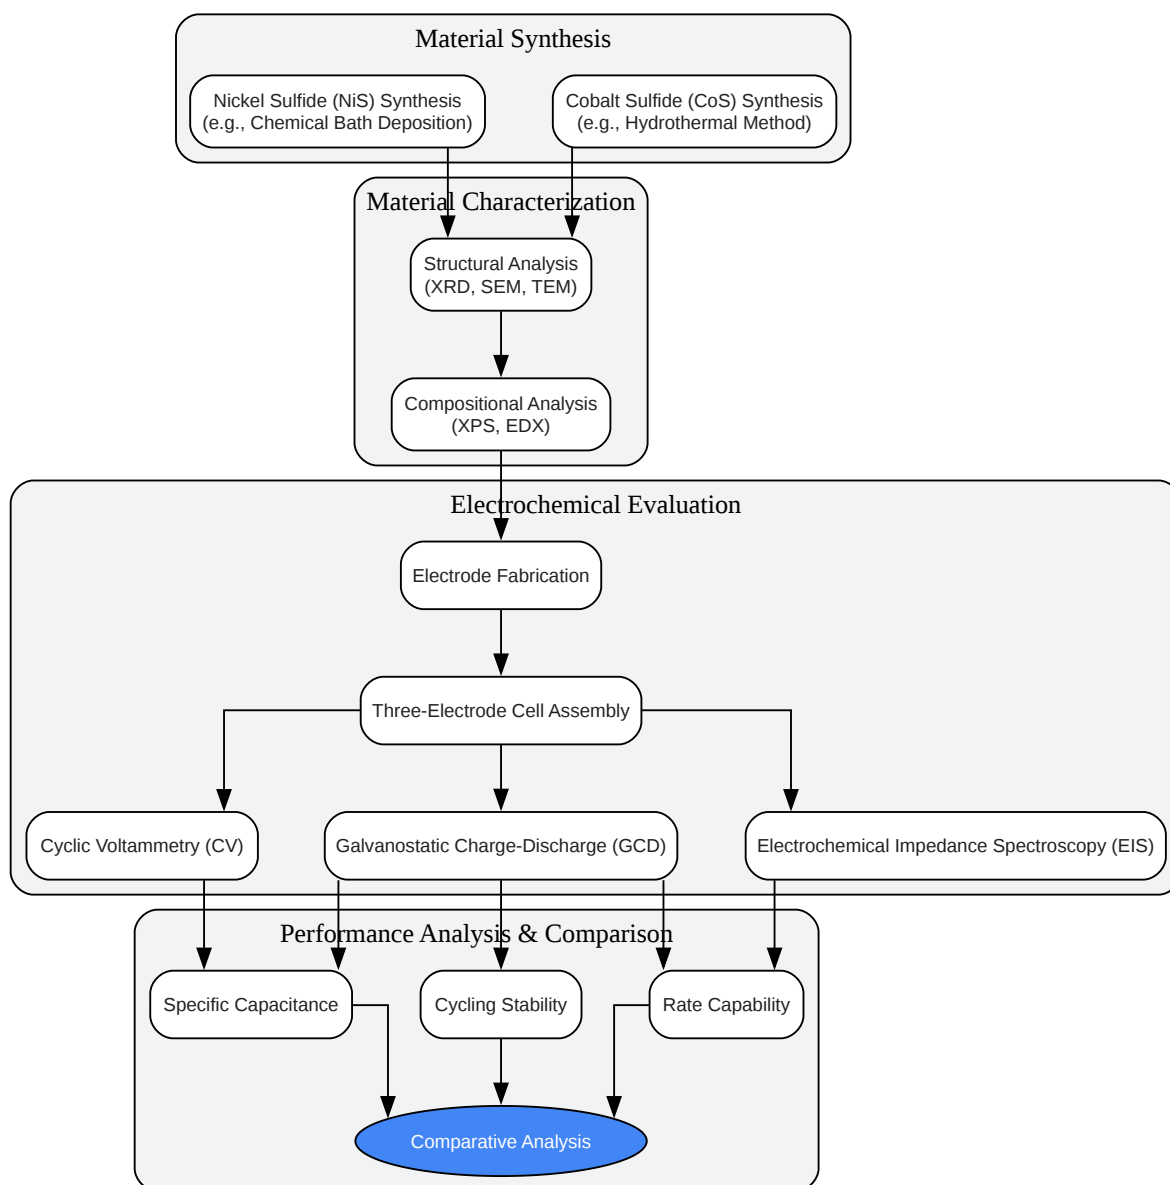 Material Synthesis
Nickel Sulfide (NiS) Synthesis
(e.g., Chemical Bath Deposition)
Cobalt Sulfide (CoS) Synthesis
(e.g., Hydrothermal Method)
Material Characterization
Structural Analysis
(XRD, SEM, TEM)
Compositional Analysis
(XPS, EDX)
Electrochemical Evaluation
Electrode Fabrication
Three-Electrode Cell Assembly
Cyclic Voltammetry (CV)
Galvanostatic Charge-Discharge (GCD)
Electrochemical Impedance Spectroscopy (EIS)
Performance Analysis & Comparison
Specific Capacitance
Cycling Stability
Rate Capability
Comparative Analysis